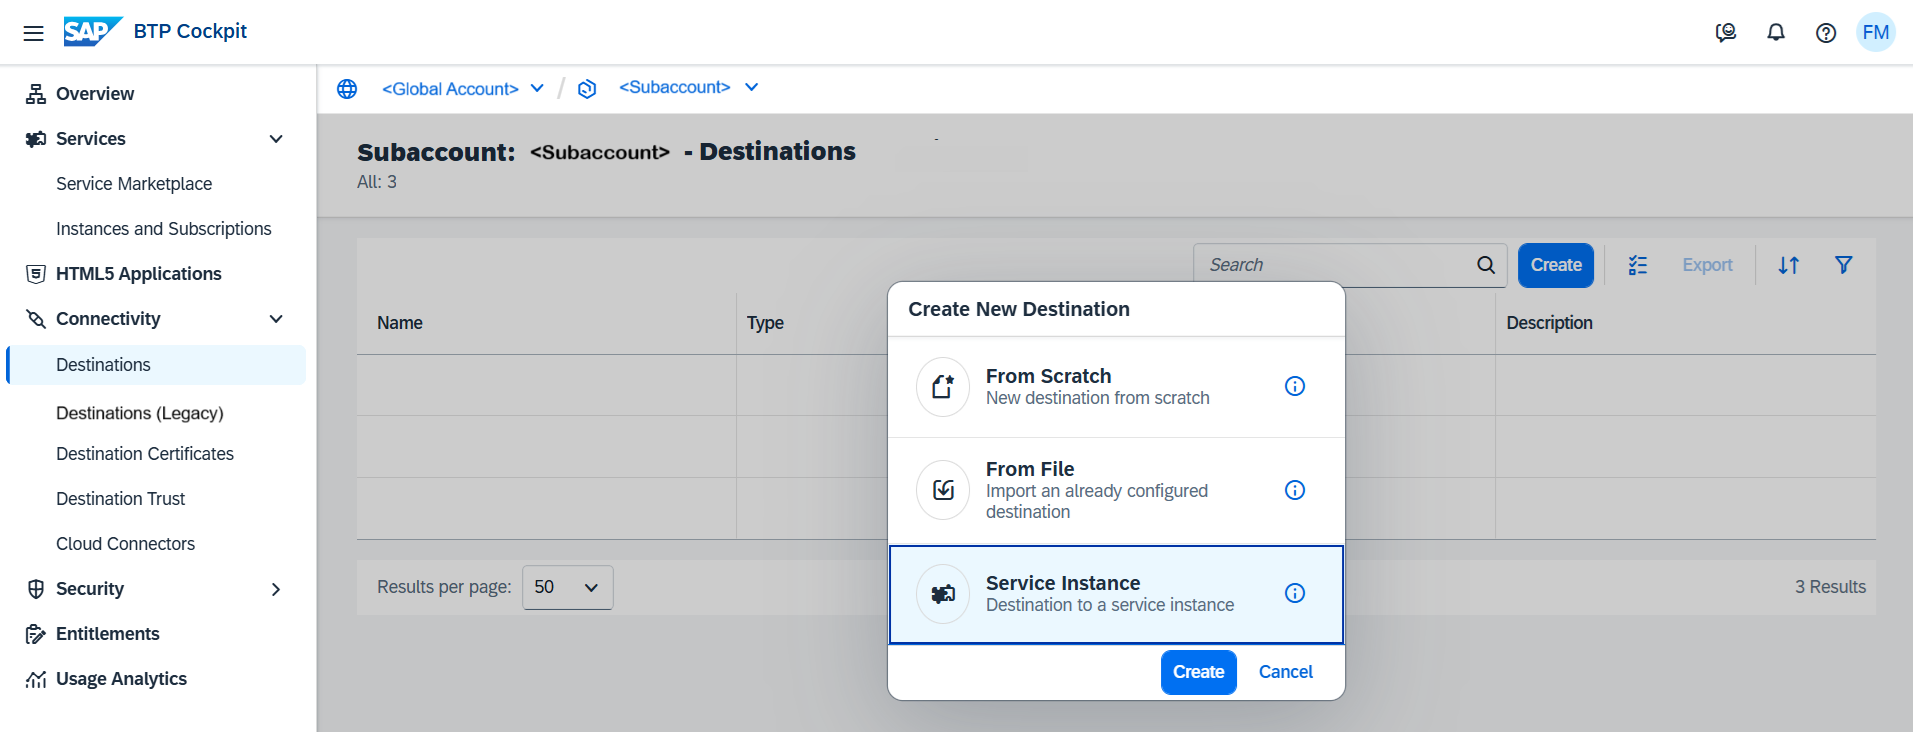 SAP BTP Cockpit
FM
Overview
Services
Service Marketplace
Instances and Subscriptions
HTML5 Applications
Connectivity
Destinations
Destinations (Legacy)
Destination Certificates
Destination Trust
Cloud Connectors
Security
Entitlements
Usage Analytics
<Global Account> / <Subaccount>
Subaccount: <Subaccount> - Destinations
All: 3
Search Create Export
Name Type Description
Create New Destination
From Scratch
New destination from scratch
From File
Import an already configured
destination
Service Instance
Destination to a service instance
Create Cancel
Results per page: 50
3 Results